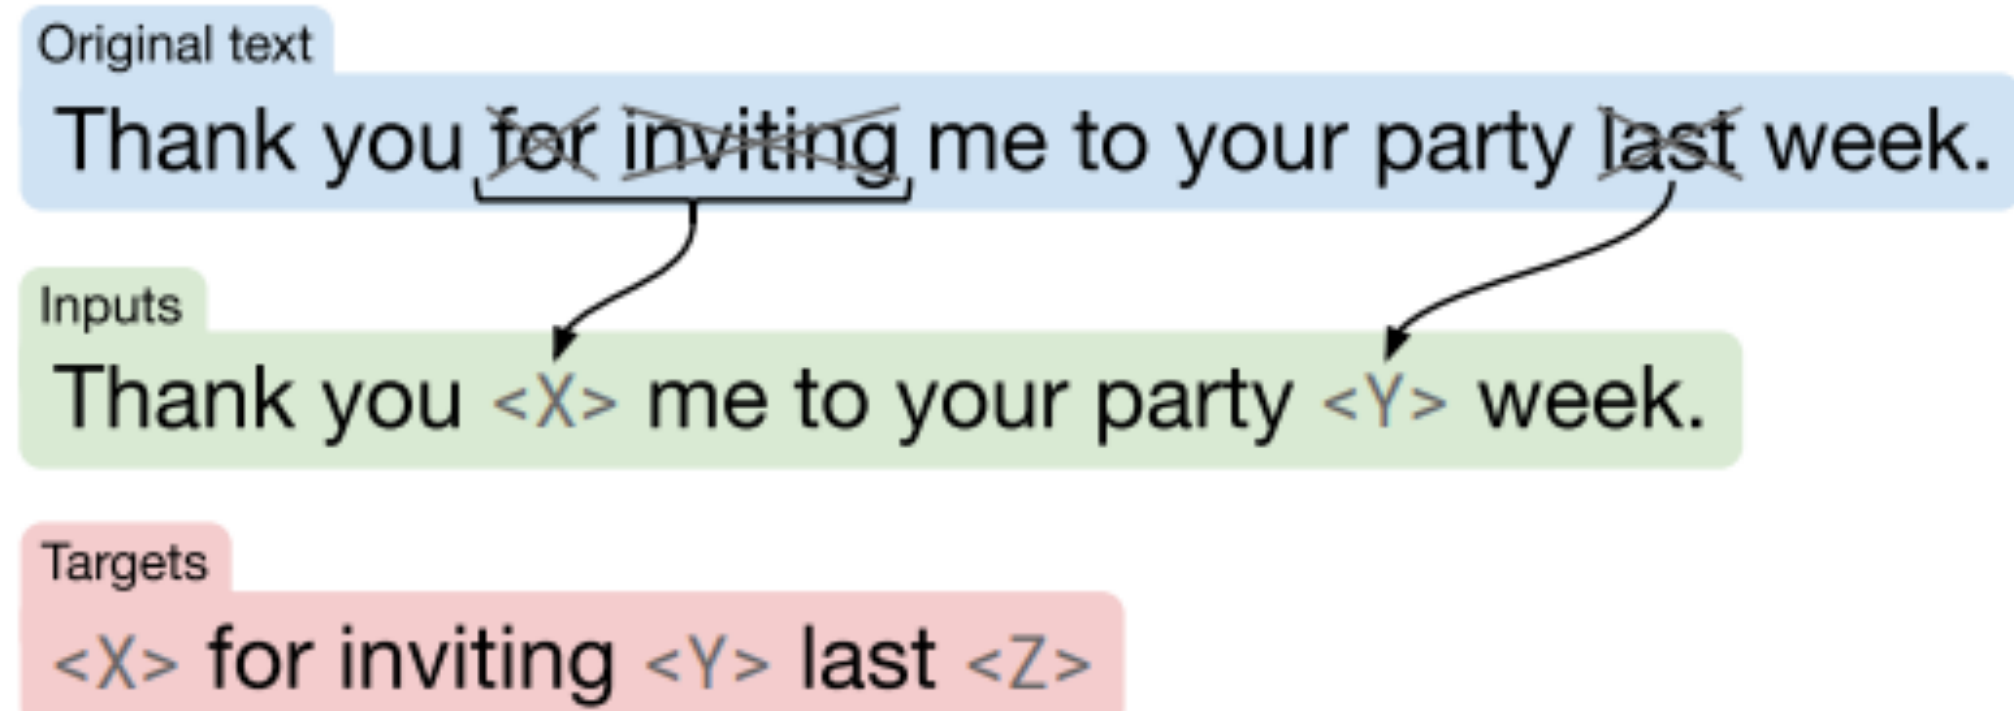 Original text
Thank you for inviting me to your party last week.
Inputs
Thank you <X> me to your party <Y> week.
Targets
<X> for inviting <Y> last <Z>